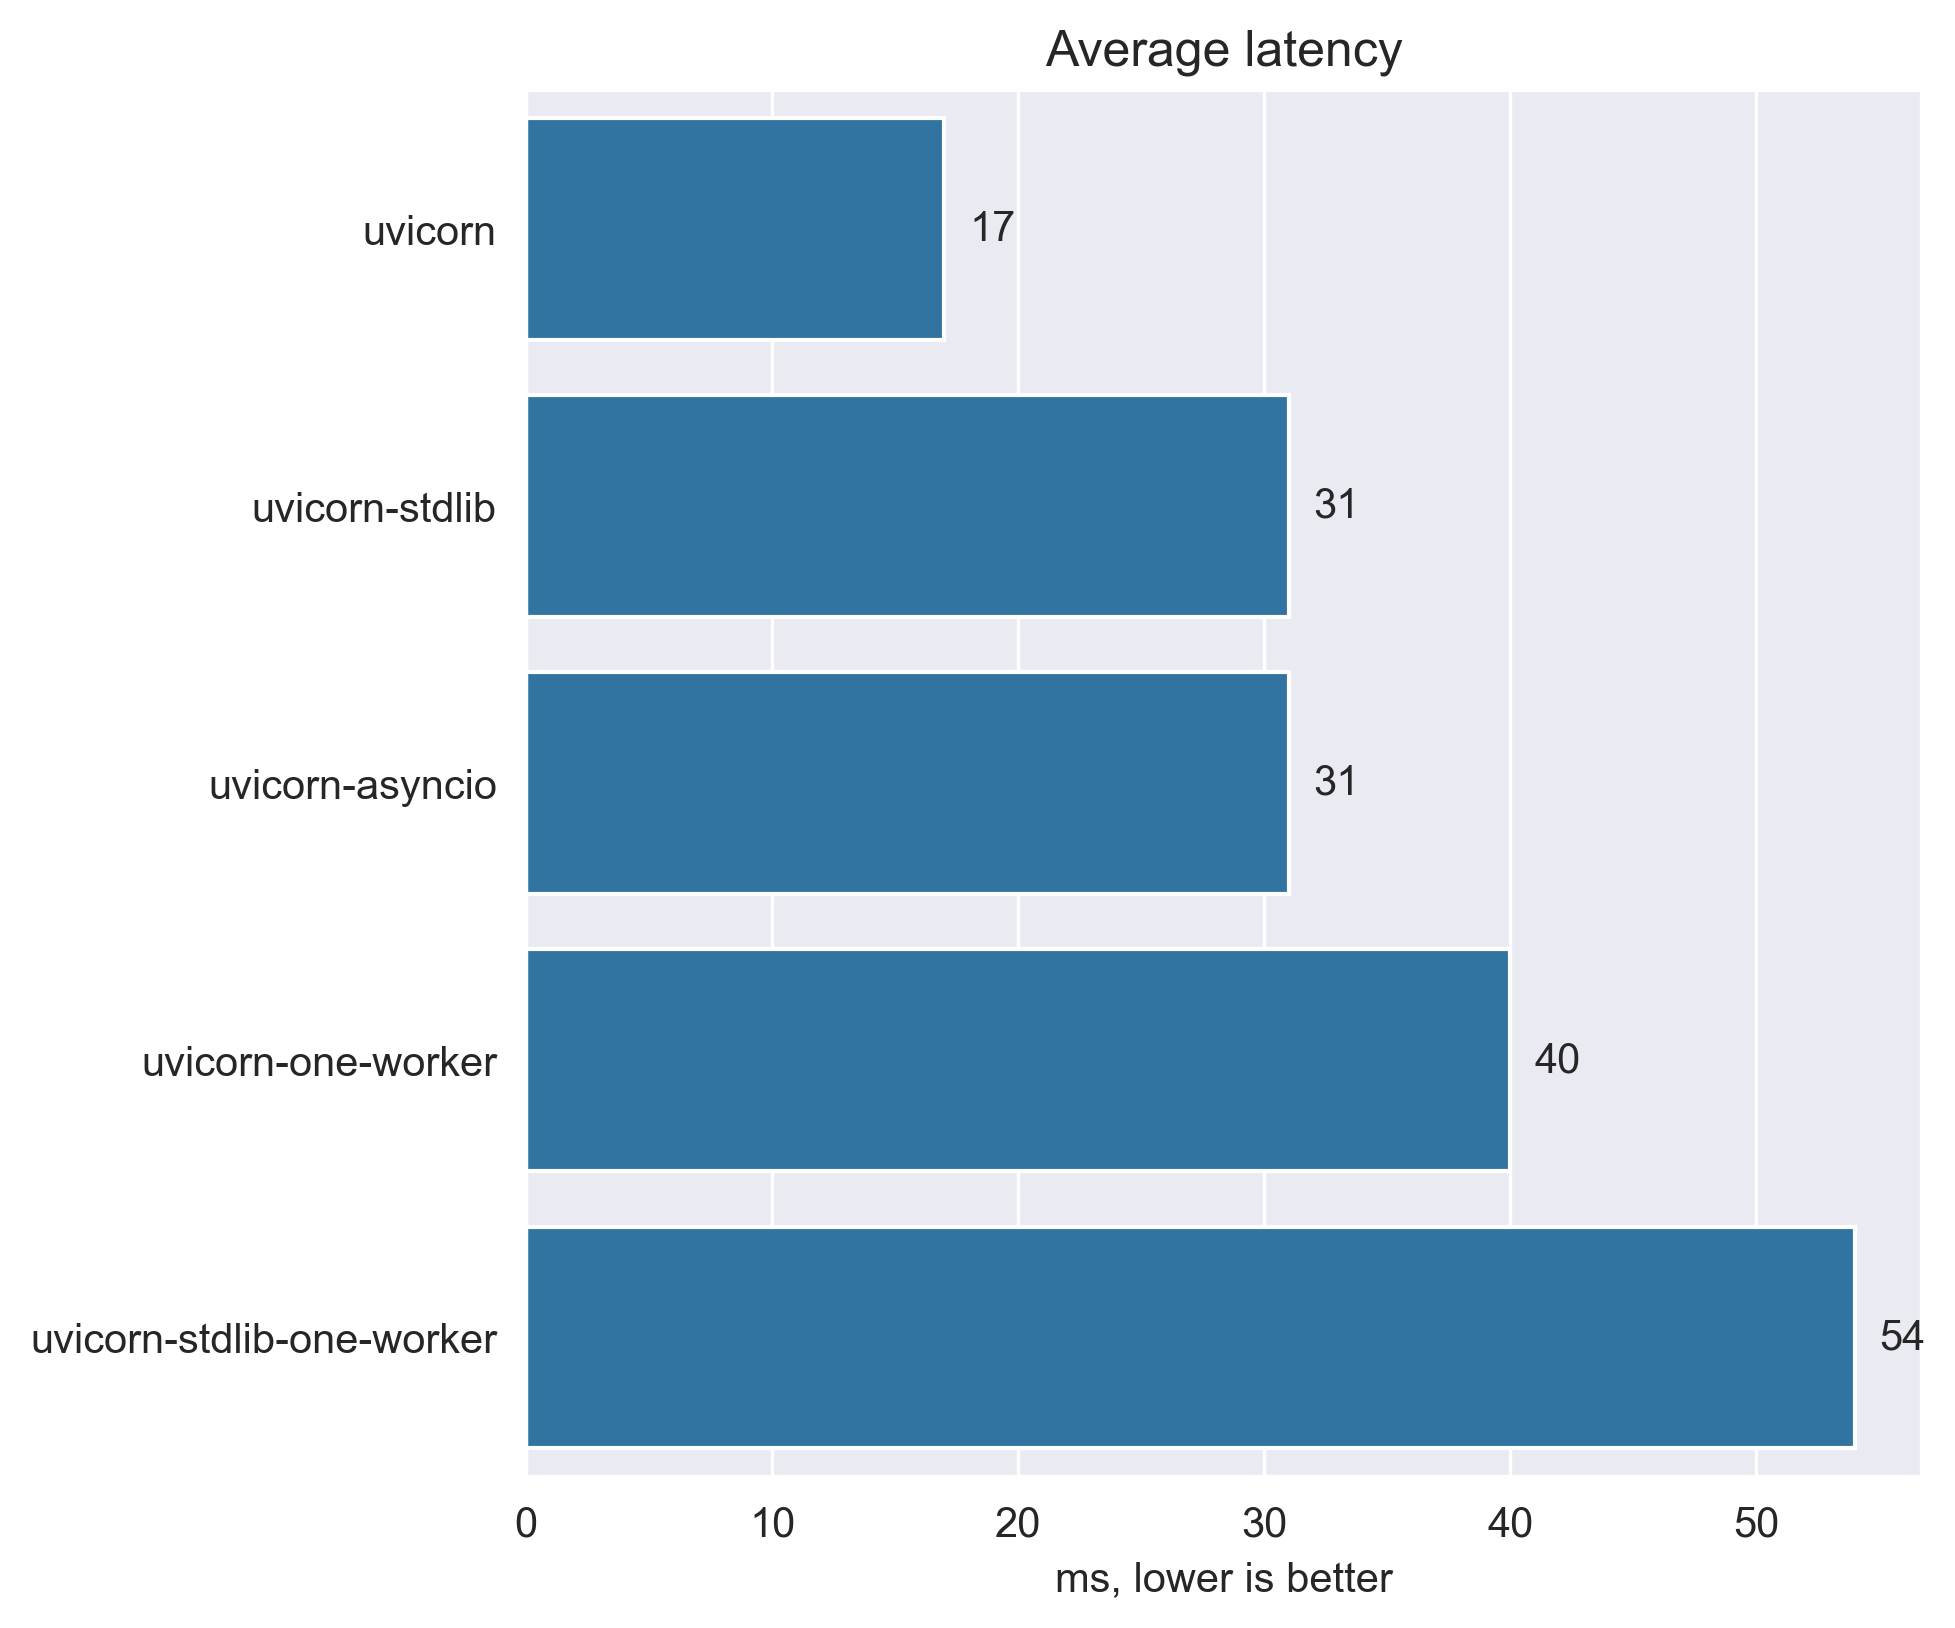 Average latency
uvicorn
17
uvicorn-stdlib
31
uvicorn-asyncio
31
uvicorn-one-worker
40
uvicorn-stdlib-one-worker
54
0 10 20 30 40 50
ms, lower is better